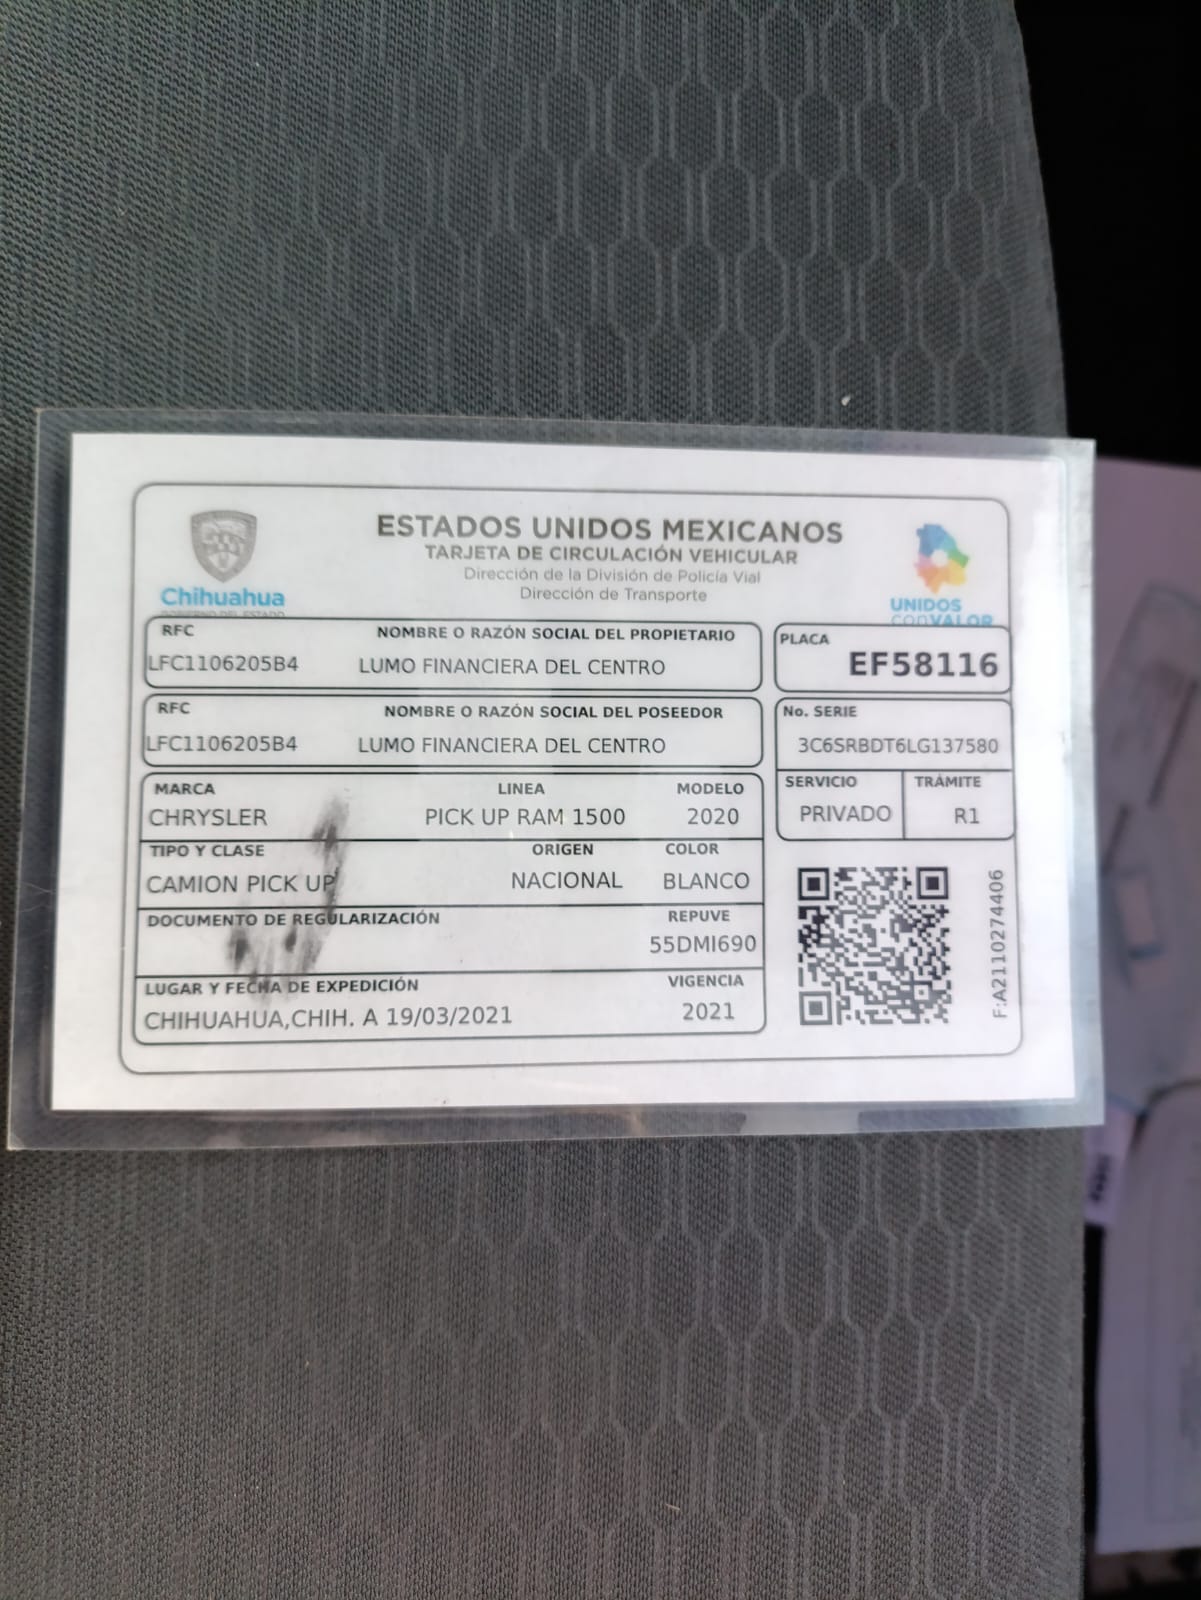 ESTADOS UNIDOS MEXICANOS
TARJETA DE CIRCULACIÓN VEHICULAR
Dirección de la División de Policía Vial
Dirección de Transporte
Chihuahua
GOBIERNO DEL ESTADO
UNIDOS
conVALOR
RFC NOMBRE O RAZÓN SOCIAL DEL PROPIETARIO
LFC1106205B4 LUMO FINANCIERA DEL CENTRO
PLACA
EF58116
RFC NOMBRE O RAZÓN SOCIAL DEL POSEEDOR
LFC1106205B4 LUMO FINANCIERA DEL CENTRO
No. SERIE
3C6SRBDT6LG137580
MARCA LINEA MODELO
CHRYSLER PICK UP RAM 1500 2020
SERVICIO TRÁMITE
PRIVADO R1
TIPO Y CLASE ORIGEN COLOR
CAMION PICK UP NACIONAL BLANCO
DOCUMENTO DE REGULARIZACIÓN REPUVE
55DMI690
LUGAR Y FECHA DE EXPEDICIÓN VIGENCIA
CHIHUAHUA,CHIH. A 19/03/2021 2021
F:A2110274406